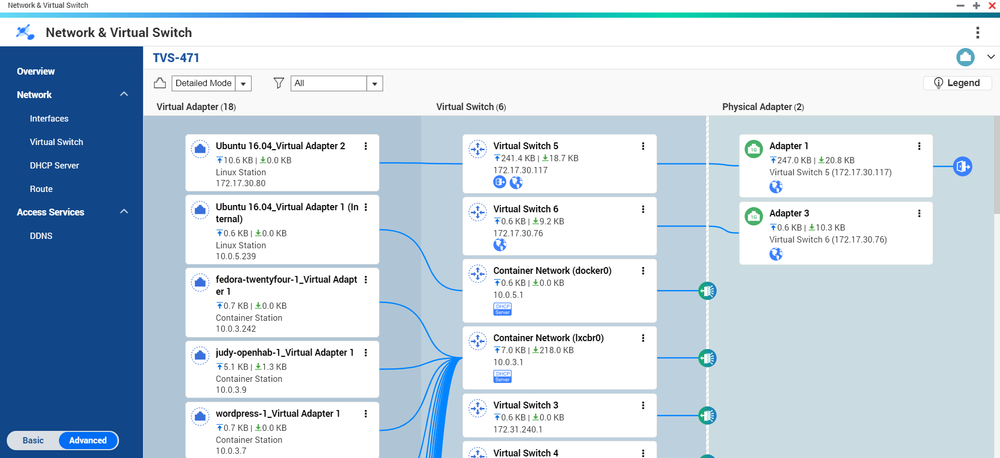 Network & Virtual Switch
Network & Virtual Switch
TVS-471
Overview
Network
Interfaces
Virtual Switch
DHCP Server
Route
Access Services
DDNS
Basic
Advanced
Detailed Mode
All
Legend
Virtual Adapter (18)
Virtual Switch (6)
Physical Adapter (2)
Ubuntu 16.04_Virtual Adapter 2
10.6 KB | 0.0 KB
Linux Station
172.17.30.80
Ubuntu 16.04_Virtual Adapter 1 (In
ternal)
0.6 KB | 0.0 KB
Linux Station
10.0.5.239
fedora-twentyfour-1_Virtual Adapt
er 1
0.7 KB | 0.0 KB
Container Station
10.0.3.242
judy-openhab-1_Virtual Adapter 1
5.1 KB | 1.3 KB
Container Station
10.0.3.9
wordpress-1_Virtual Adapter 1
0.7 KB | 0.0 KB
Container Station
10.0.3.7
Virtual Switch 5
241.4 KB | 18.7 KB
172.17.30.117
Virtual Switch 6
0.6 KB | 9.2 KB
172.17.30.76
Container Network (docker0)
0.6 KB | 0.0 KB
10.0.5.1
DHCP
Server
Container Network (lxcbr0)
7.0 KB | 218.0 KB
10.0.3.1
DHCP
Server
Virtual Switch 3
0.6 KB | 0.0 KB
172.31.240.1
Virtual Switch 4
1G
Adapter 1
247.0 KB | 20.8 KB
Virtual Switch 5 (172.17.30.117)
1G
Adapter 3
0.6 KB | 10.3 KB
Virtual Switch 6 (172.17.30.76)